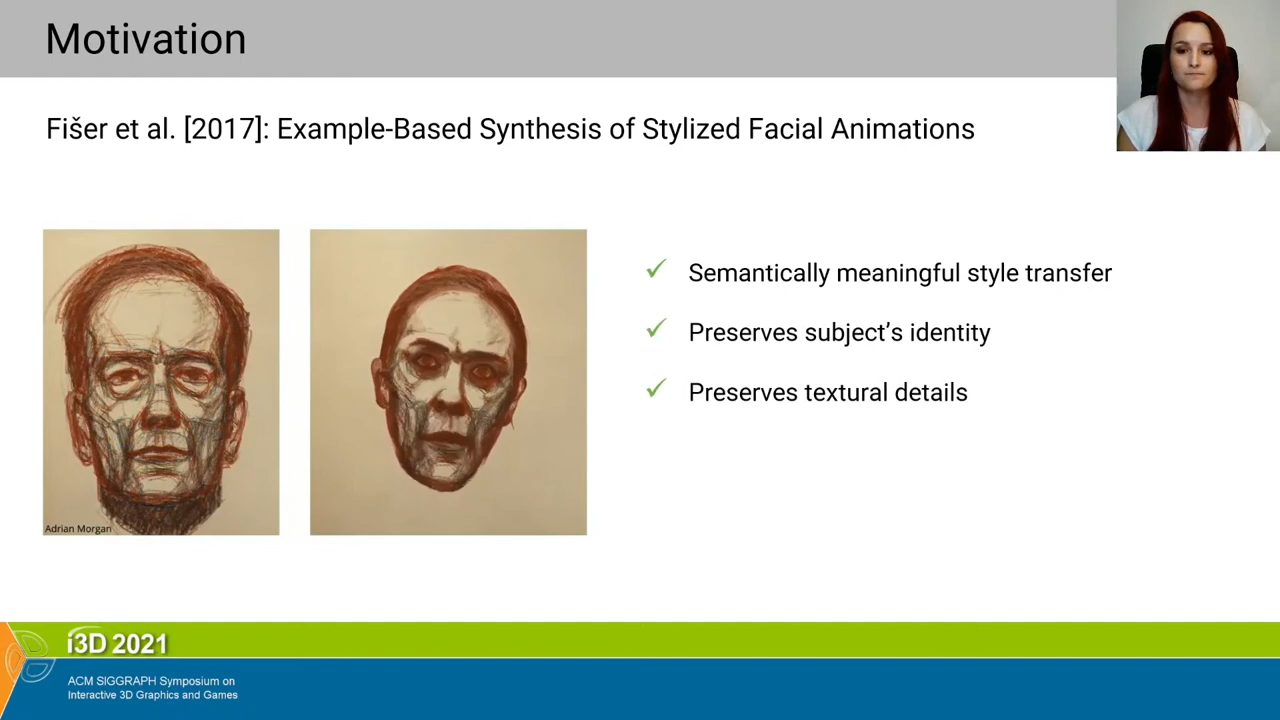 Motivation
Fišer et al. [2017]: Example-Based Synthesis of Stylized Facial Animations
Semantically meaningful style transfer
Preserves subject’s identity
Preserves textural details
Adrian Morgan
i3D 2021
ACM SIGGRAPH Symposium on
Interactive 3D Graphics and Games